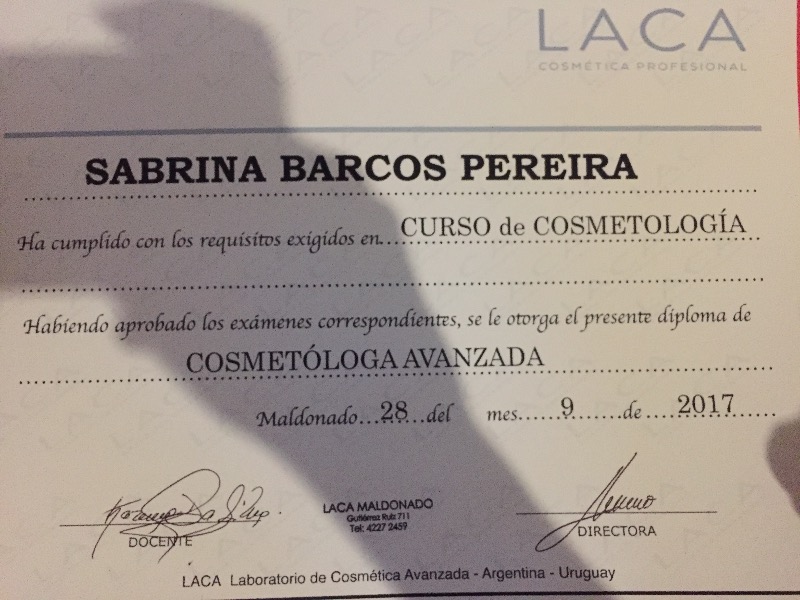 LACA
COSMÉTICA PROFESIONAL
SABRINA BARCOS PEREIRA
Ha cumplido con los requisitos exigidos en...CURSO de COSMETOLOGÍA
Habiendo aprobado los exámenes correspondientes, se le otorga el presente diploma de
COSMETÓLOGA AVANZADA
Maldonado...28...del mes......9.......de....2017......
LACA MALDONADO
Gutiérrez Ruiz 711
Tel: 4227 2459
DOCENTE
DIRECTORA
LACA Laboratorio de Cosmética Avanzada - Argentina - Uruguay